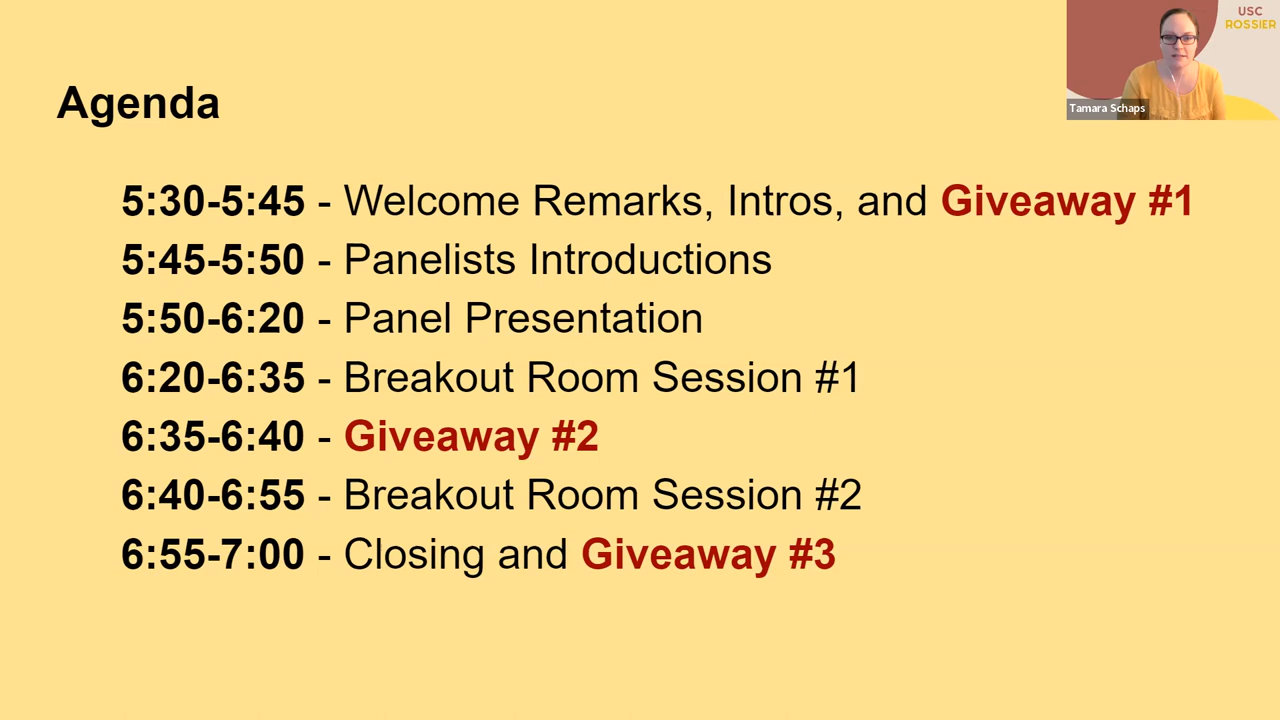 USC
ROSSIER
Tamara Schaps
Agenda
5:30-5:45 - Welcome Remarks, Intros, and Giveaway #1
5:45-5:50 - Panelists Introductions
5:50-6:20 - Panel Presentation
6:20-6:35 - Breakout Room Session #1
6:35-6:40 - Giveaway #2
6:40-6:55 - Breakout Room Session #2
6:55-7:00 - Closing and Giveaway #3